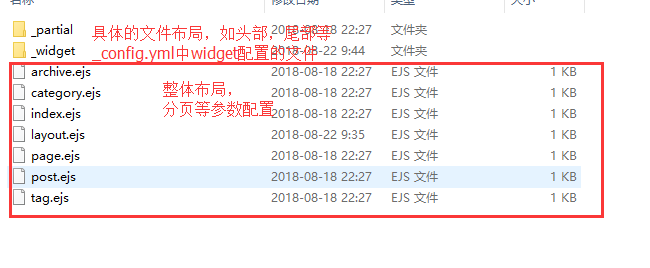 名称 修改日期 类型 大小
_partial 2018-08-18 22:27 文件夹
具体的文件布局，如头部，尾部等
_widget 2018-08-22 9:44 文件夹
_config.yml中widget配置的文件
archive.ejs 2018-08-18 22:27 EJS 文件 1 KB
整体布局，
category.ejs 2018-08-18 22:27 EJS 文件 1 KB
分页等参数配置
index.ejs 2018-08-18 22:27 EJS 文件 1 KB
layout.ejs 2018-08-22 9:35 EJS 文件 1 KB
page.ejs 2018-08-18 22:27 EJS 文件 1 KB
post.ejs 2018-08-18 22:27 EJS 文件 1 KB
tag.ejs 2018-08-18 22:27 EJS 文件 1 KB